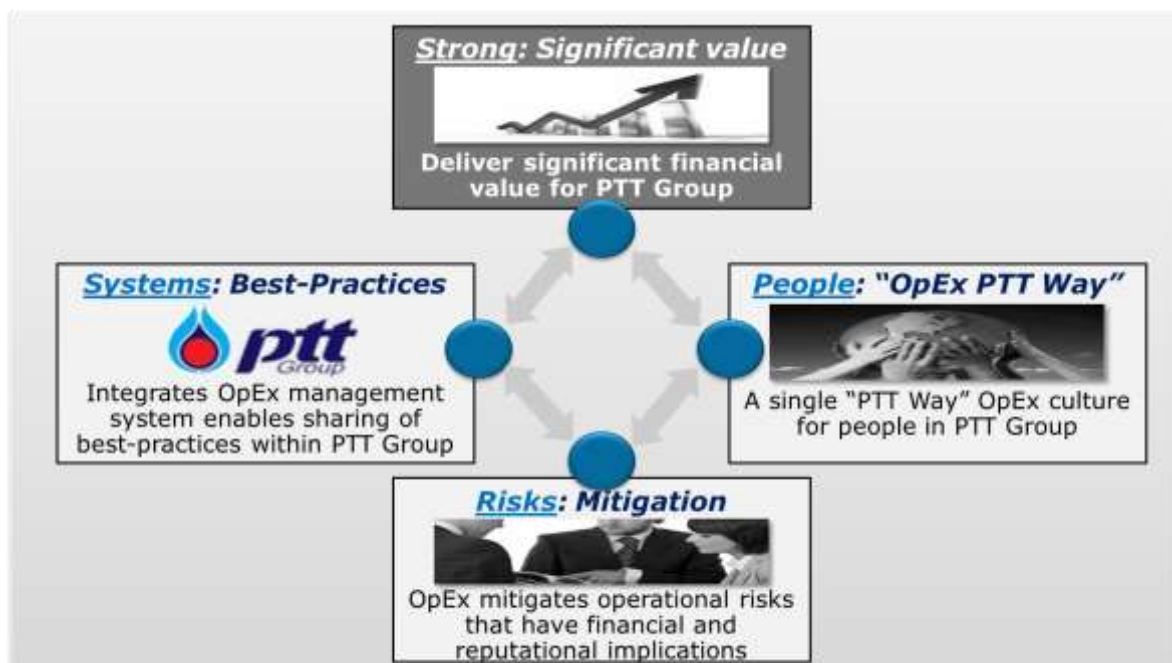 Strong: Significant value
Deliver significant financial
value for PTT Group
Systems: Best-Practices
ptt
Group
Integrates OpEx management
system enables sharing of
best-practices within PTT Group
People: “OpEx PTT Way”
A single “PTT Way” OpEx culture
for people in PTT Group
Risks: Mitigation
OpEx mitigates operational risks
that have financial and
reputational implications